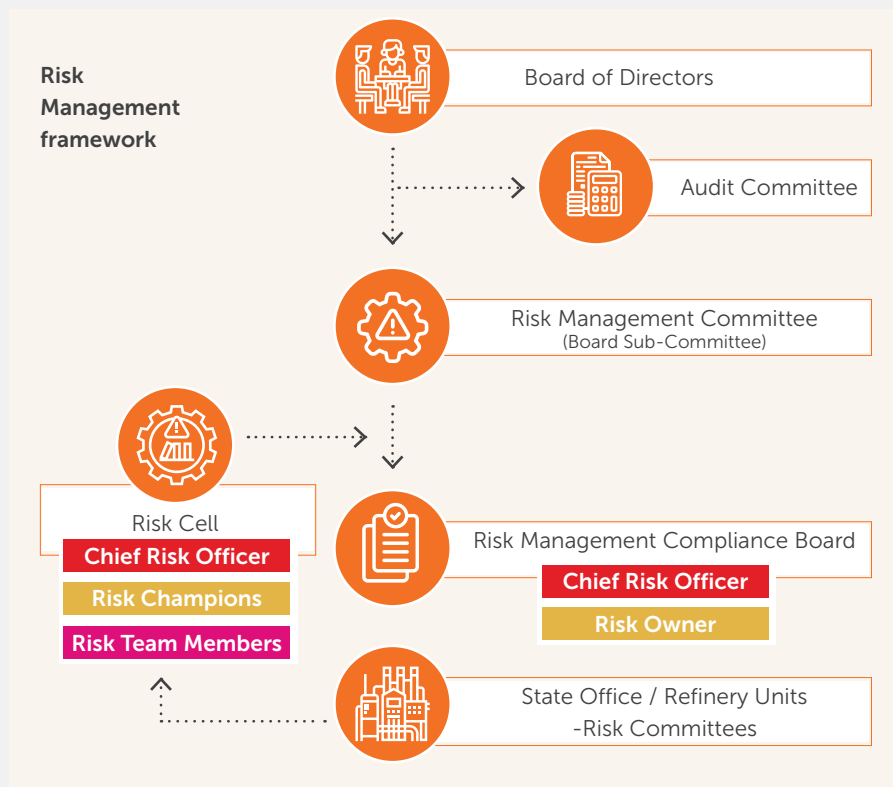 Risk
Management
framework
Board of Directors
Audit Committee
Risk Management Committee
(Board Sub-Committee)
Risk Cell
Chief Risk Officer
Risk Champions
Risk Team Members
Risk Management Compliance Board
Chief Risk Officer
Risk Owner
State Office / Refinery Units
-Risk Committees